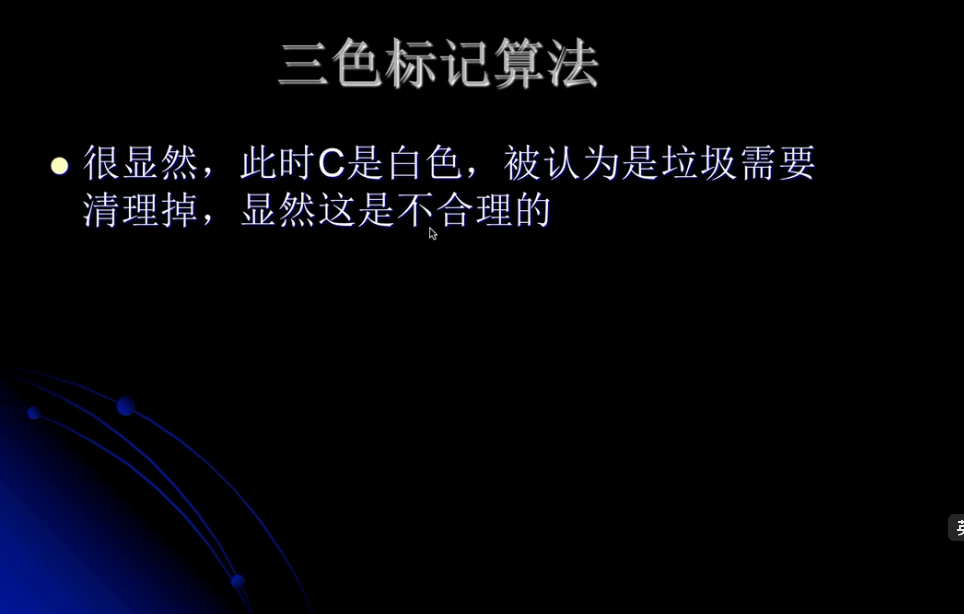 三色标记算法
很显然，此时C是白色，被认为是垃圾需要
清理掉，显然这是不合理的